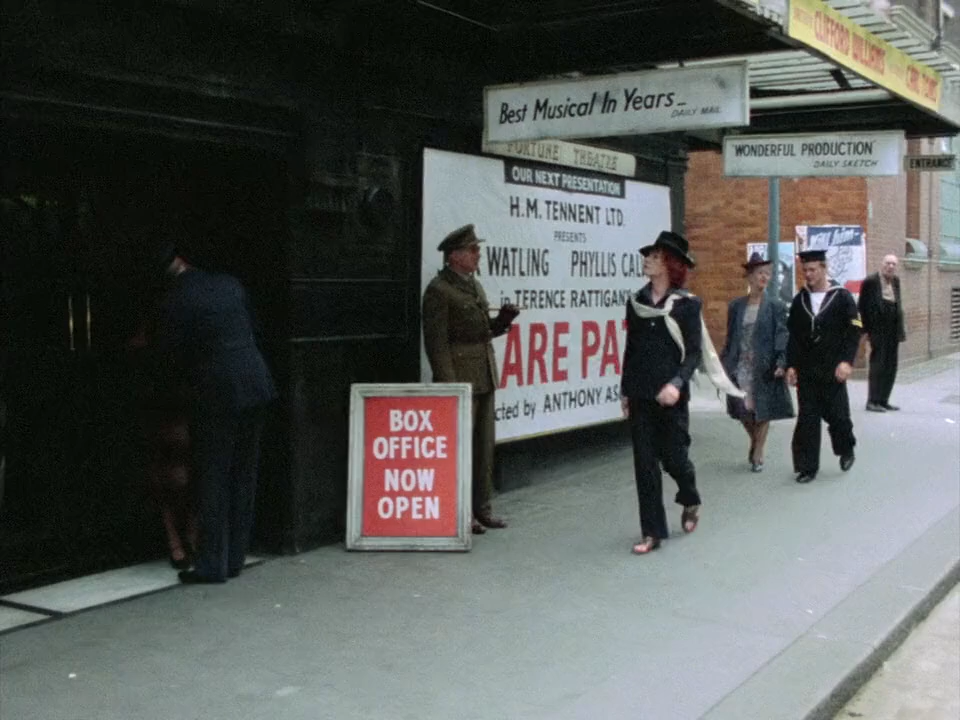 CLIFFORD WILLIAMS
Best Musical In Years_
DAILY MAIL
FORTUNE THEATRE
"WONDERFUL PRODUCTION"
DAILY SKETCH
ENTRANCE
OUR NEXT PRESENTATION
H.M. TENNENT LTD.
PRESENTS
WATLING PHYLLIS CAL
in TERENCE RATTIGAN'S
ARE PA
cted by ANTHONY AS
BOX
OFFICE
NOW
OPEN